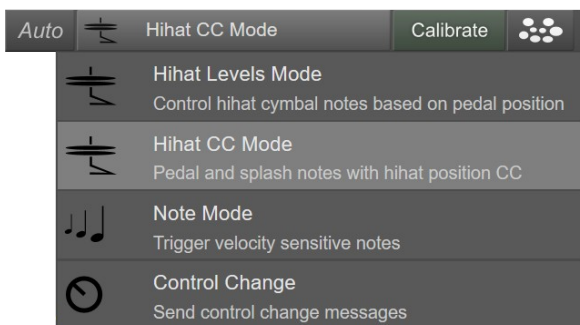 Auto Hihat CC Mode Calibrate
Hihat Levels Mode
Control hihat cymbal notes based on pedal position
Hihat CC Mode
Pedal and splash notes with hihat position CC
Note Mode
Trigger velocity sensitive notes
Control Change
Send control change messages